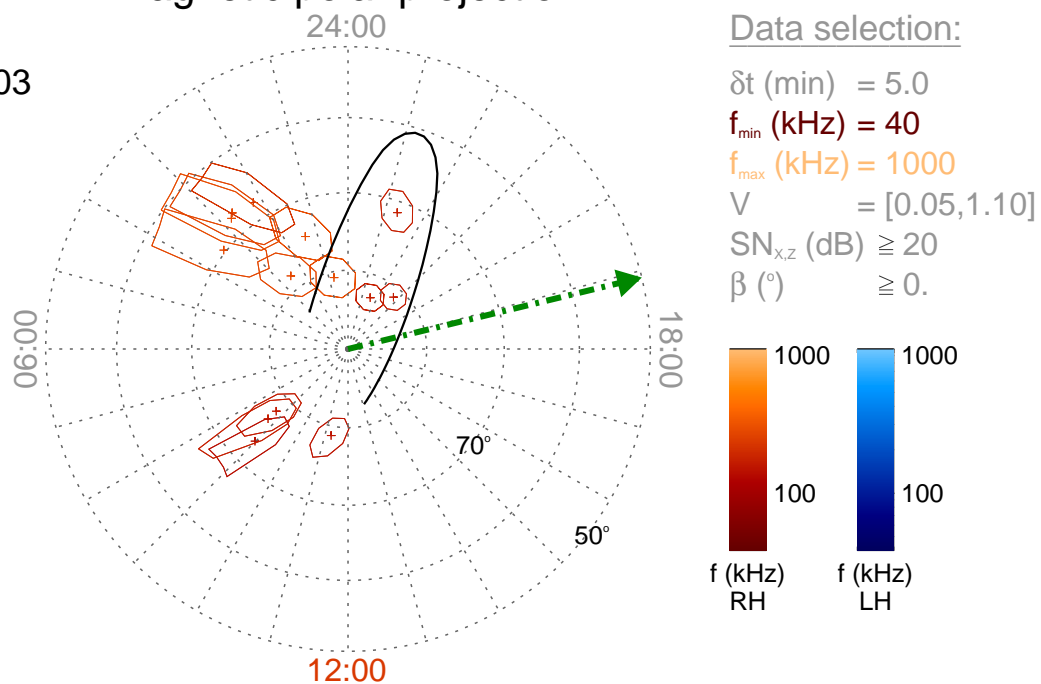 24:00
03
06:00
18:00
12:00
70°
50°
Data selection:
δt (min) = 5.0
fmin (kHz) = 40
fmax (kHz) = 1000
V = [0.05,1.10]
SNx,z (dB) ≧ 20
β (°) ≧ 0.
1000
1000
100
100
f (kHz)
RH
f (kHz)
LH